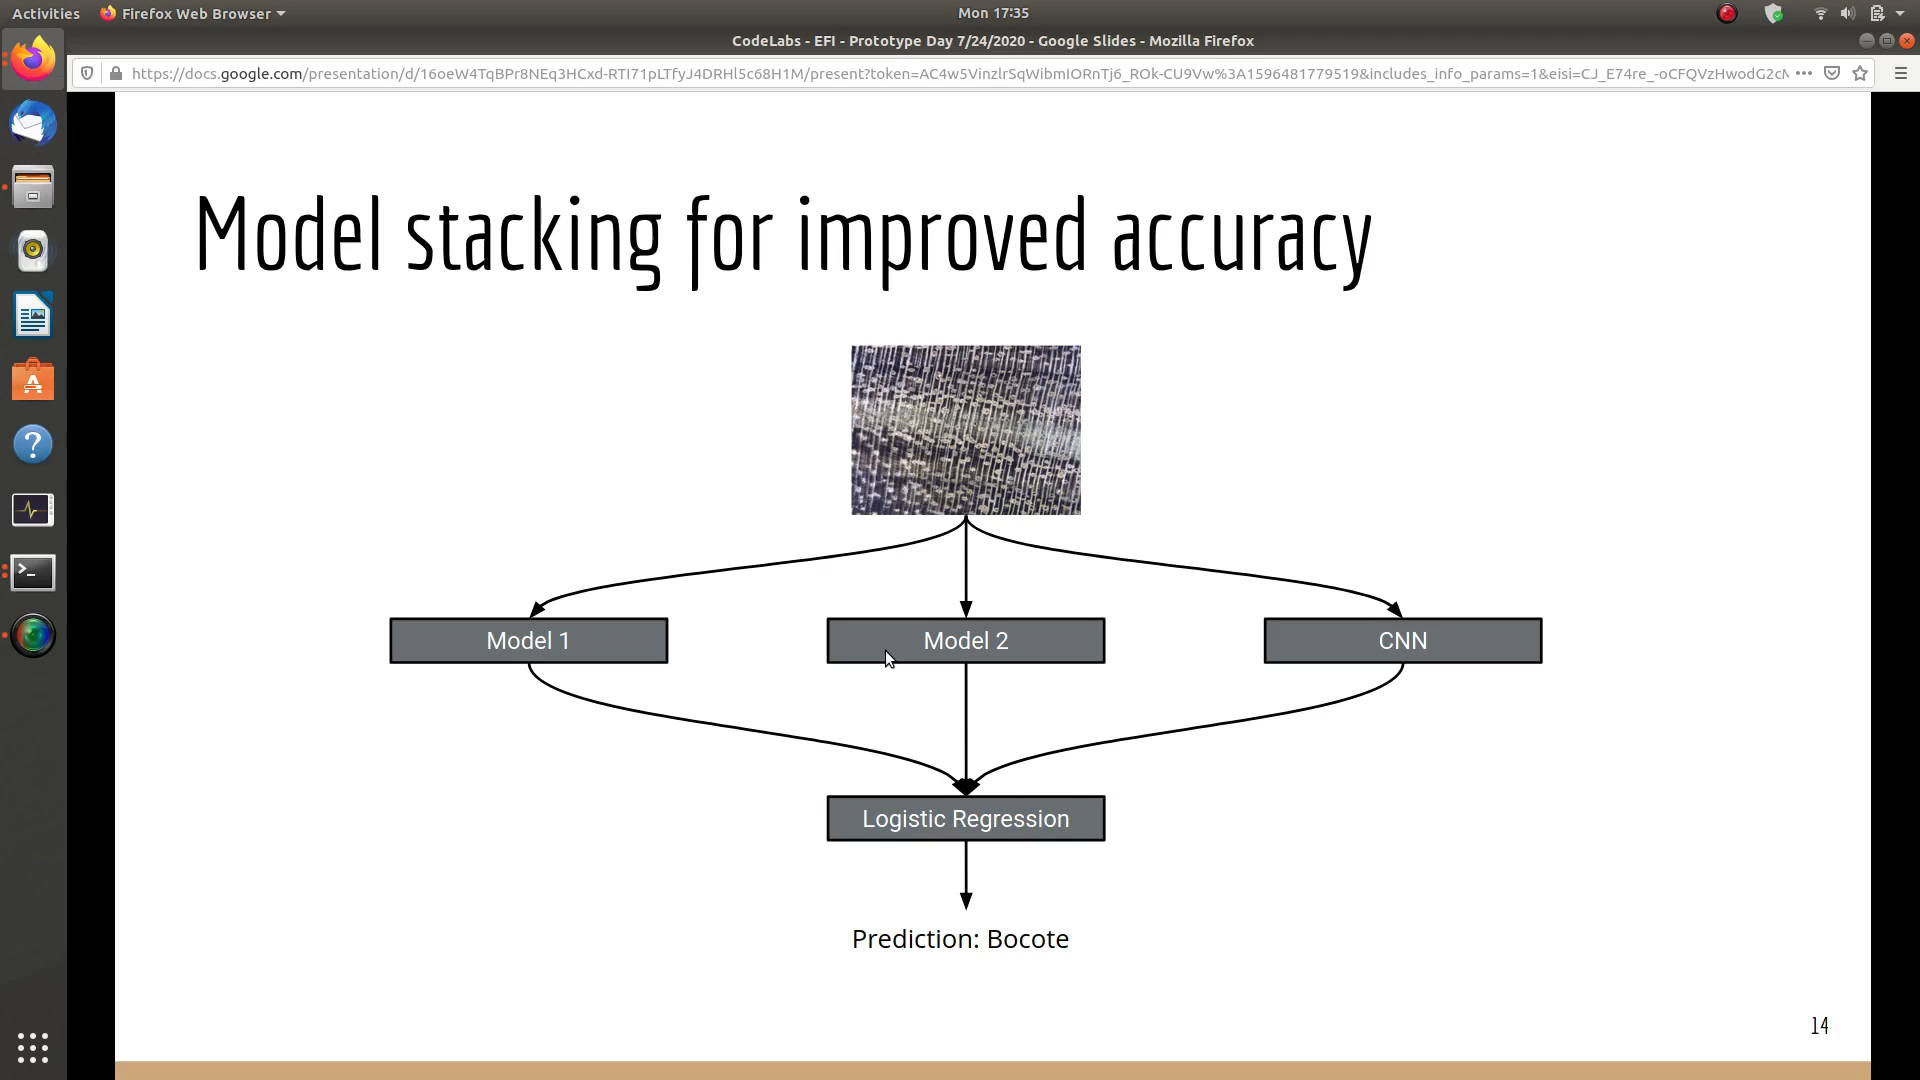 Activities
Firefox Web Browser
Mon 17:35
CodeLabs - EFI - Prototype Day 7/24/2020 - Google Slides - Mozilla Firefox
https://docs.google.com/presentation/d/16oeW4TqBPr8NEq3HCxd-RTI71pLTfyJ4DRHl5c68H1M/present?token=AC4w5VinzlrSqWibmIORnTj6_ROk-CU9Vw%3A1596481779519&includes_info_params=1&eisi=CJ_E74re_-oCFQVzHwodG2cM
Model stacking for improved accuracy
Model 1
Model 2
CNN
Logistic Regression
Prediction: Bocote
14